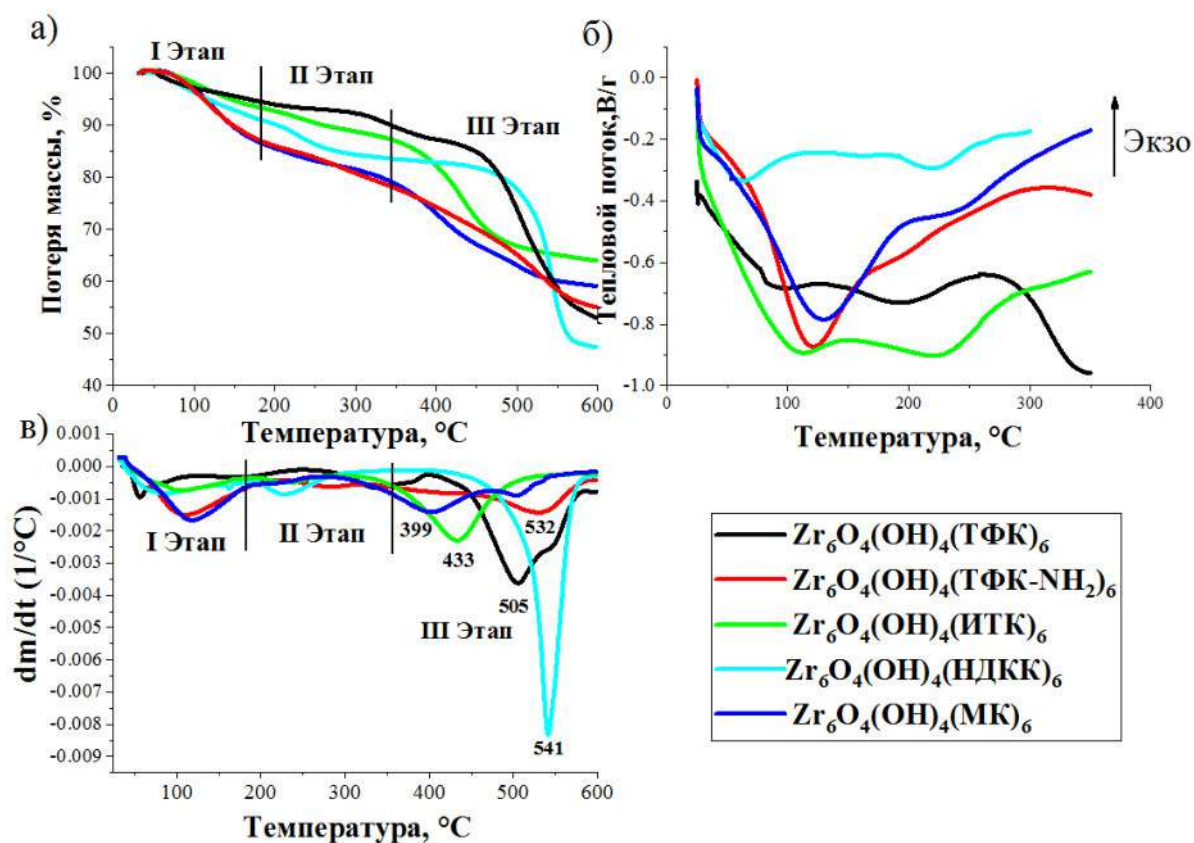 а)
I Этап
II Этап
III Этап
100
90
80
70
60
50
40
0
100
200
300
400
500
600
Потеря массы, %
Температура, °C
б)
0.0
-0.2
-0.4
-0.6
-0.8
-1.0
0
100
200
300
400
Тепловой поток,В/г
Экзо
Температура, °C
в)
0.001
0.000
-0.001
-0.002
-0.003
-0.004
-0.005
-0.006
-0.007
-0.008
-0.009
I Этап
II Этап
III Этап
399
433
505
532
541
100
200
300
400
500
600
dm/dt (1/°C)
Температура, °C
Zr₆O₄(OH)₄(ТФК)₆
Zr₆O₄(OH)₄(ТФК-NH₂)₆
Zr₆O₄(OH)₄(ИТК)₆
Zr₆O₄(OH)₄(НДКК)₆
Zr₆O₄(OH)₄(МК)₆